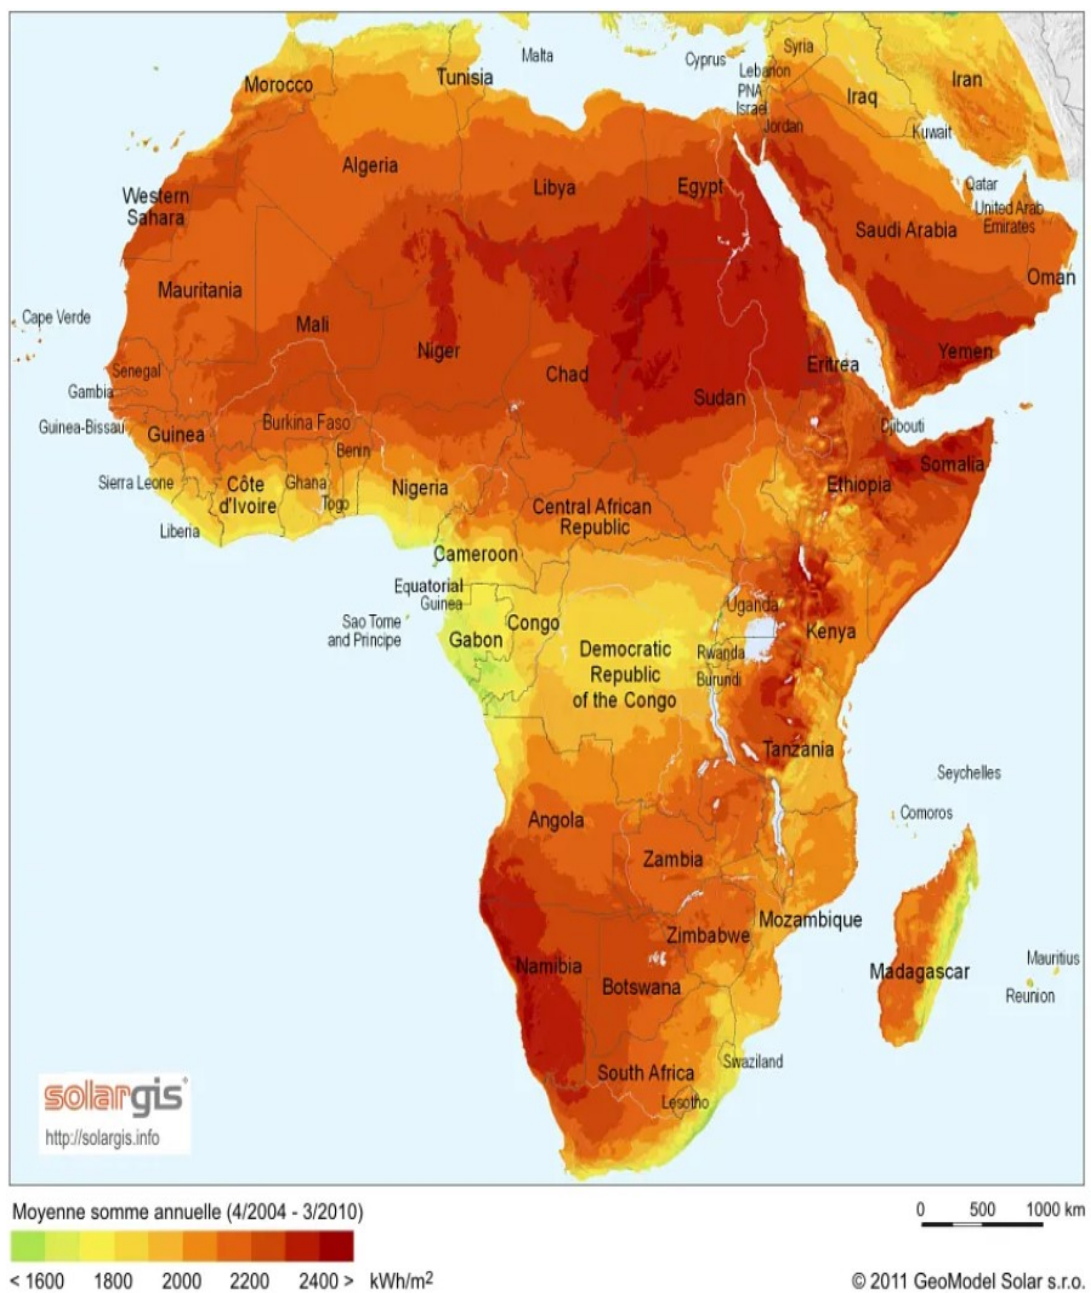 Malta
Cyprus
Syria
Lebanon
PNA
Israel
Jordan
Iraq
Iran
Kuwait
Morocco
Tunisia
Algeria
Libya
Egypt
Qatar
United Arab
Emirates
Saudi Arabia
Oman
Western
Sahara
Mauritania
Mali
Niger
Chad
Sudan
Eritrea
Yemen
Cape Verde
Senegal
Gambia
Guinea-Bissau
Guinea
Burkina Faso
Benin
Djibouti
Somalia
Ethiopia
Sierra Leone
Côte
d'Ivoire
Ghana
Togo
Nigeria
Liberia
Central African
Republic
Cameroon
Equatorial
Guinea
Sao Tome
and Principe
Gabon
Congo
Democratic
Republic
of the Congo
Uganda
Kenya
Rwanda
Burundi
Tanzania
Seychelles
Comoros
Angola
Zambia
Mozambique
Zimbabwe
Namibia
Botswana
Madagascar
Mauritius
Reunion
South Africa
Swaziland
Lesotho
solargis
http://solargis.info
Moyenne somme annuelle (4/2004 - 3/2010)
< 1600 1800 2000 2200 2400 > kWh/m²
0 500 1000 km
© 2011 GeoModel Solar s.r.o.